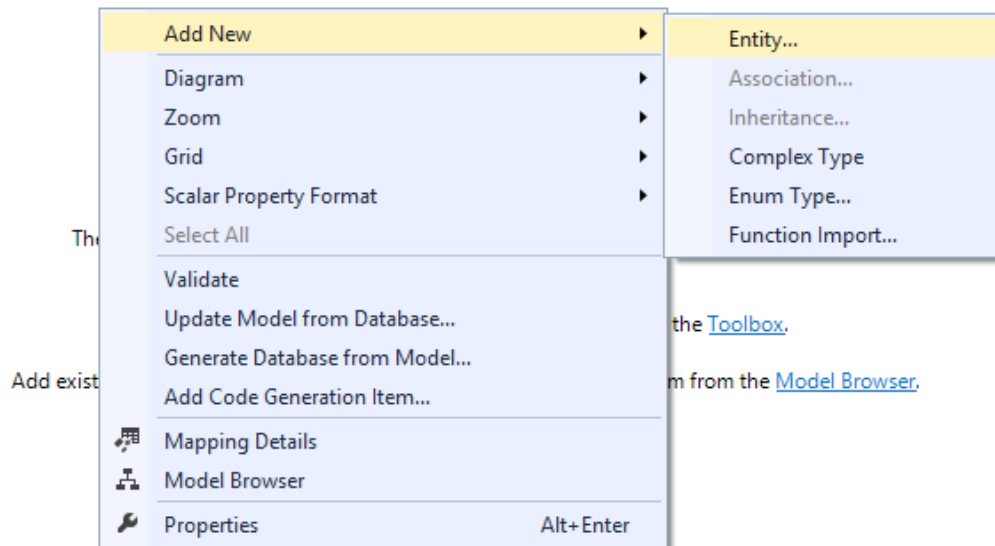 Add New
Entity...
Diagram
Association...
Zoom
Inheritance...
Grid
Complex Type
Scalar Property Format
Enum Type...
The
Select All
Function Import...
Validate
Update Model from Database...
the Toolbox.
Generate Database from Model...
Add exist
m from the Model Browser.
Add Code Generation Item...
Mapping Details
Model Browser
Properties Alt+Enter